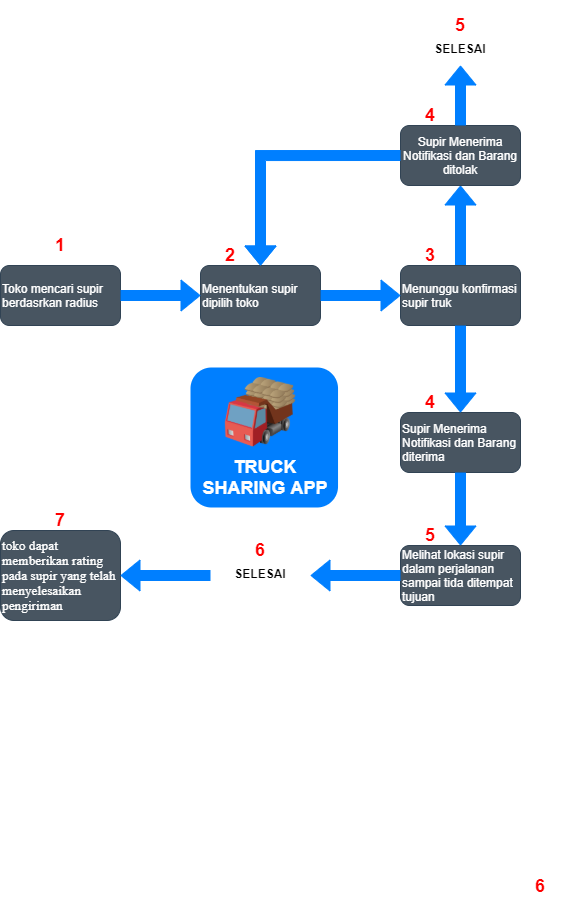 5
SELESAI
4
Supir Menerima
Notifikasi dan Barang
ditolak
1
Toko mencari supir
berdasrkan radius
2
Menentukan supir
dipilih toko
3
Menunggu konfirmasi
supir truk
TRUCK
SHARING APP
4
Supir Menerima
Notifikasi dan Barang
diterima
5
Melihat lokasi supir
dalam perjalanan
sampai tida ditempat
tujuan
6
SELESAI
7
toko dapat
memberikan rating
pada supir yang telah
menyelesaikan
pengiriman
6